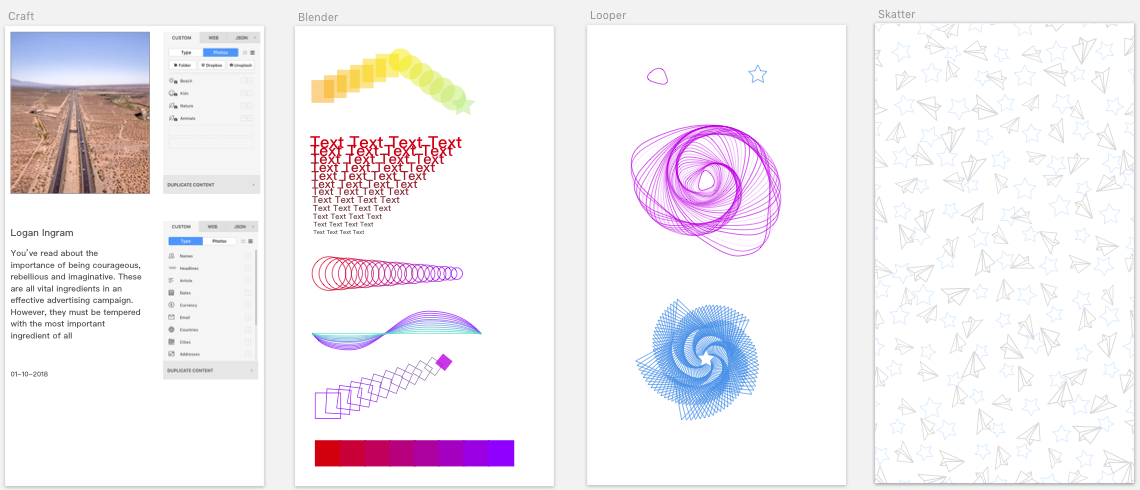 Craft
CUSTOM WEB JSON
Type Photos
Folder Dropbox Unsplash
Beach
Kids
Nature
Animals
DUPLICATE CONTENT
Logan Ingram
You've read about the
importance of being courageous,
rebellious and imaginative. These
are all vital ingredients in an
effective advertising campaign.
However, they must be tempered
with the most important
ingredient of all
01-10-2018
CUSTOM WEB JSON
Type Photos
Names
Headlines
Article
Dates
Currency
Email
Countries
Cities
Addresses
DUPLICATE CONTENT
Blender
Text Text Text Text
Text Text Text Text
Text Text Text Text
Text Text Text Text
Text Text Text Text
Text Text Text Text
Text Text Text Text
Text Text Text Text
Text Text Text Text
Text Text Text Text
Text Text Text Text
Text Text Text Text
Looper
Skatter